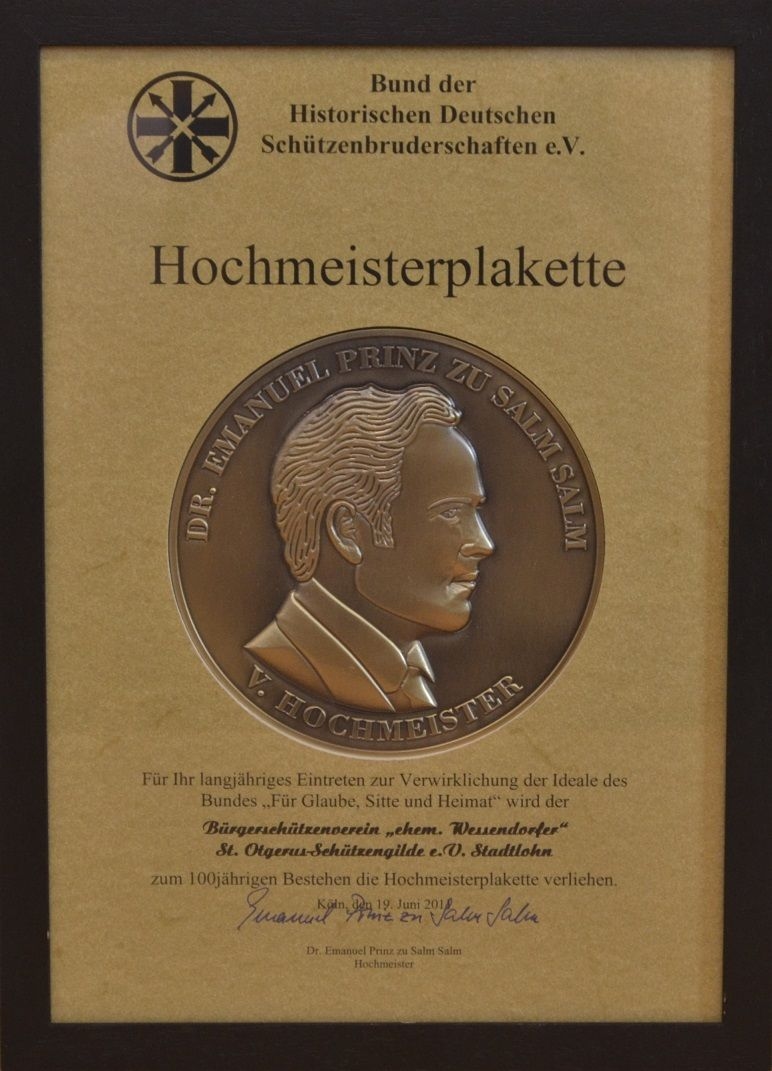 Bund der
Historischen Deutschen
Schützenbruderschaften e.V.
Hochmeisterplakette
DR. EMANUEL PRINZ ZU SALM SALM
V. HOCHMEISTER
Für Ihr langjähriges Eintreten zur Verwirklichung der Ideale des
Bundes „Für Glaube, Sitte und Heimat“ wird der
Bürgerschützenverein „ehem. Wessendorfer“
St. Otgerus-Schützengilde e.V. Stadtlohn
zum 100jährigen Bestehen die Hochmeisterplakette verliehen.
Köln, den 19. Juni
Emanuel Prinz zu Salm Salm
Dr. Emanuel Prinz zu Salm Salm
Hochmeister